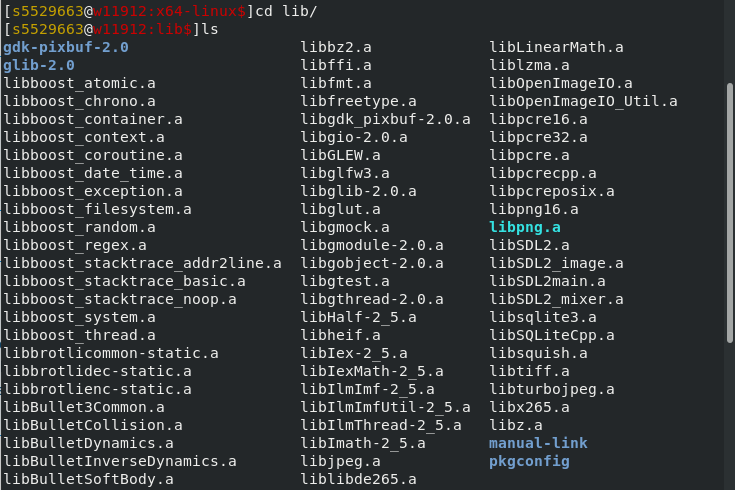 [s5529663@w11912:x64-linux$]cd lib/
[s5529663@w11912:lib$]ls
gdk-pixbuf-2.0 libbz2.a libLinearMath.a
glib-2.0 libffi.a liblzma.a
libboost_atomic.a libfmt.a libOpenImageIO.a
libboost_chrono.a libfreetype.a libOpenImageIO_Util.a
libboost_container.a libgdk_pixbuf-2.0.a libpcre16.a
libboost_context.a libgio-2.0.a libpcre32.a
libboost_coroutine.a libGLEW.a libpcre.a
libboost_date_time.a libglfw3.a libpcrecpp.a
libboost_exception.a libglib-2.0.a libpcreposix.a
libboost_filesystem.a libglut.a libpng16.a
libboost_random.a libgmock.a libpng.a
libboost_regex.a libgmodule-2.0.a libSDL2.a
libboost_stacktrace_addr2line.a libgobject-2.0.a libSDL2_image.a
libboost_stacktrace_basic.a libgtest.a libSDL2main.a
libboost_stacktrace_noop.a libgthread-2.0.a libSDL2_mixer.a
libboost_system.a libHalf-2_5.a libsqlite3.a
libboost_thread.a libheif.a libSQLiteCpp.a
libbrotlicommon-static.a libIex-2_5.a libsquish.a
libbrotlidec-static.a libIexMath-2_5.a libtiff.a
libbrotlienc-static.a libIlmImf-2_5.a libturbojpeg.a
libBullet3Common.a libIlmImfUtil-2_5.a libx265.a
libBulletCollision.a libIlmThread-2_5.a libz.a
libBulletDynamics.a libImath-2_5.a manual-link
libBulletInverseDynamics.a libjpeg.a pkgconfig
libBulletSoftBody.a liblibde265.a